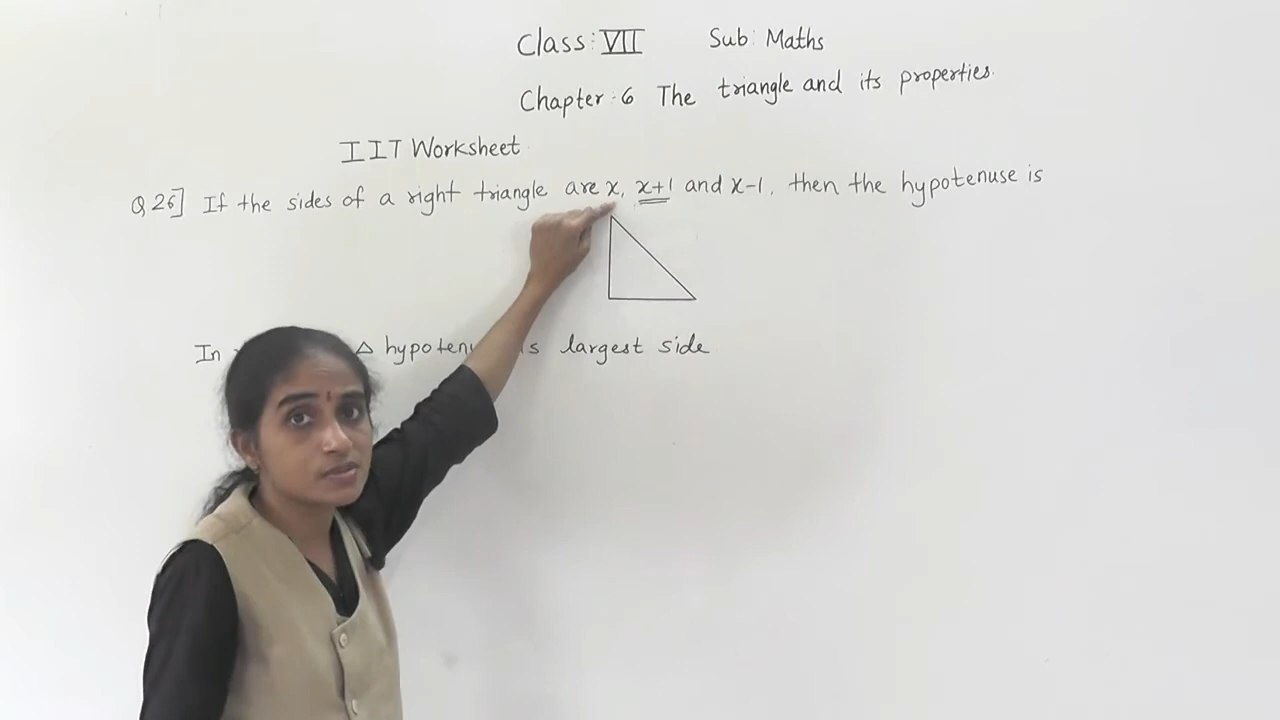 Class: VII Sub: Maths
Chapter: 6 The triangle and its properties.
IIT Worksheet
Q 26] If the sides of a right triangle are x, x+1 and x-1, then the hypotenuse is
In △ largest side